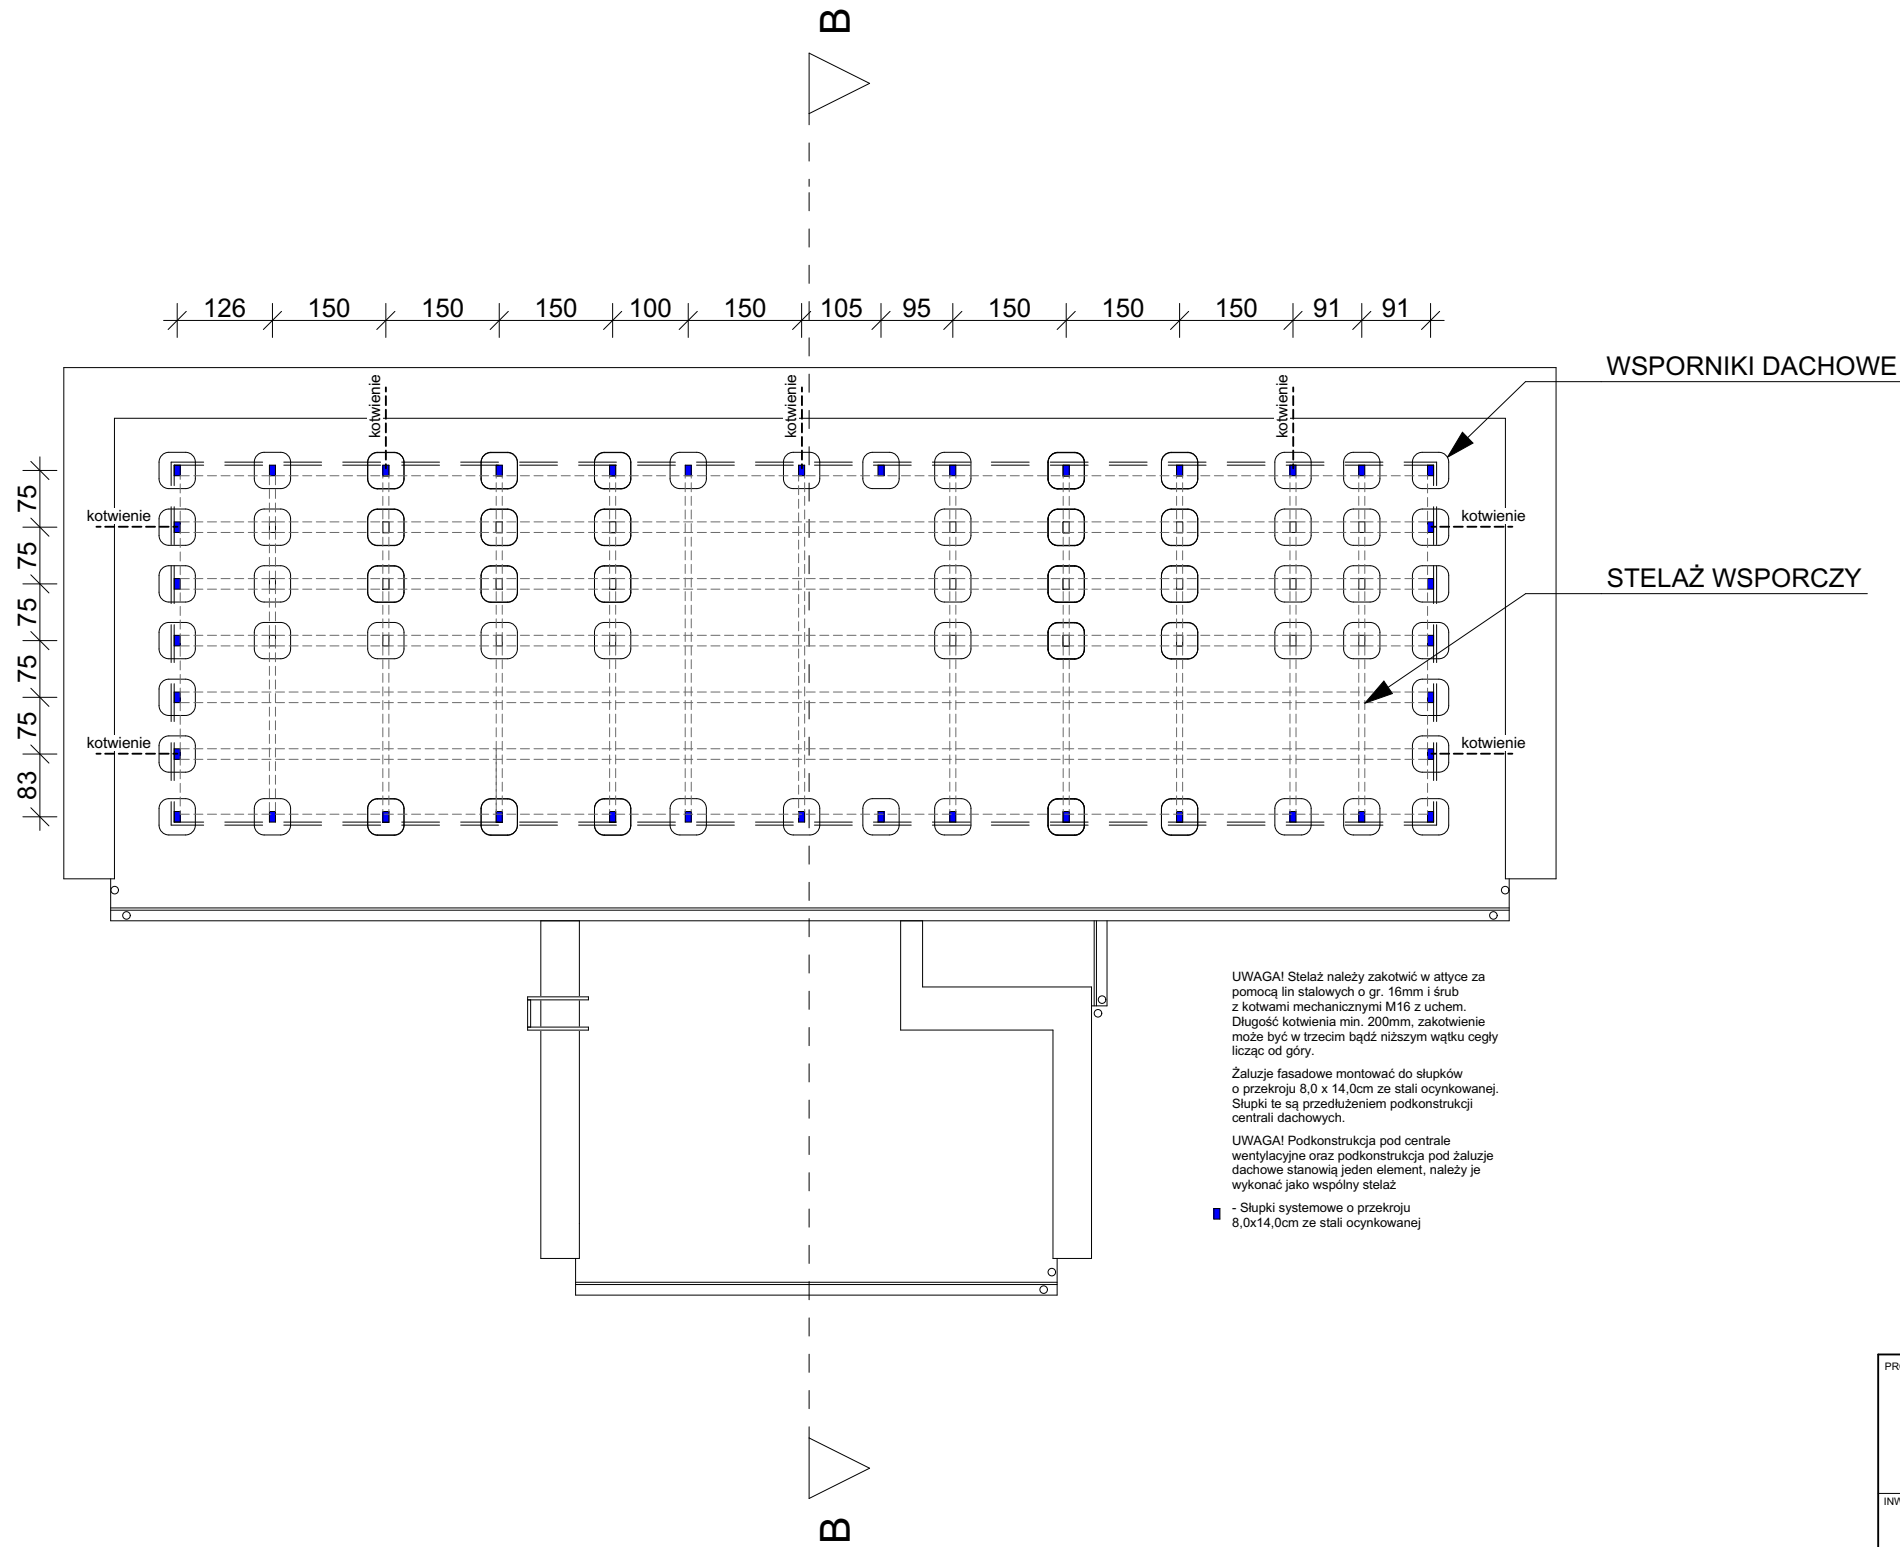 B
126 150 150 150 100 150 105 95 150 150 150 91 91
WSPORNIKI DACHOWE
kotwienie kotwienie kotwienie
75
kotwienie kotwienie
75
75
STELAŻ WSPORCZY
75
75
kotwienie kotwienie
83
UWAGA! Stelaż należy zakotwić w attyce za
pomocą lin stalowych o gr. 16mm i śrub
z kotwami mechanicznymi M16 z uchem.
Długość kotwienia min. 200mm, zakotwienie
może być w trzecim bądź niższym wątku cegły
licząc od góry.
Żaluzje fasadowe montować do słupków
o przekroju 8,0 x 14,0cm ze stali ocynkowanej.
Słupki te są przedłużeniem podkonstrukcji
centrali dachowych.
UWAGA! Podkonstrukcja pod centrale
wentylacyjne oraz podkonstrukcja pod żaluzje
dachowe stanowią jeden element, należy je
wykonać jako wspólny stelaż
- Słupki systemowe o przekroju
8,0x14,0cm ze stali ocynkowanej
B